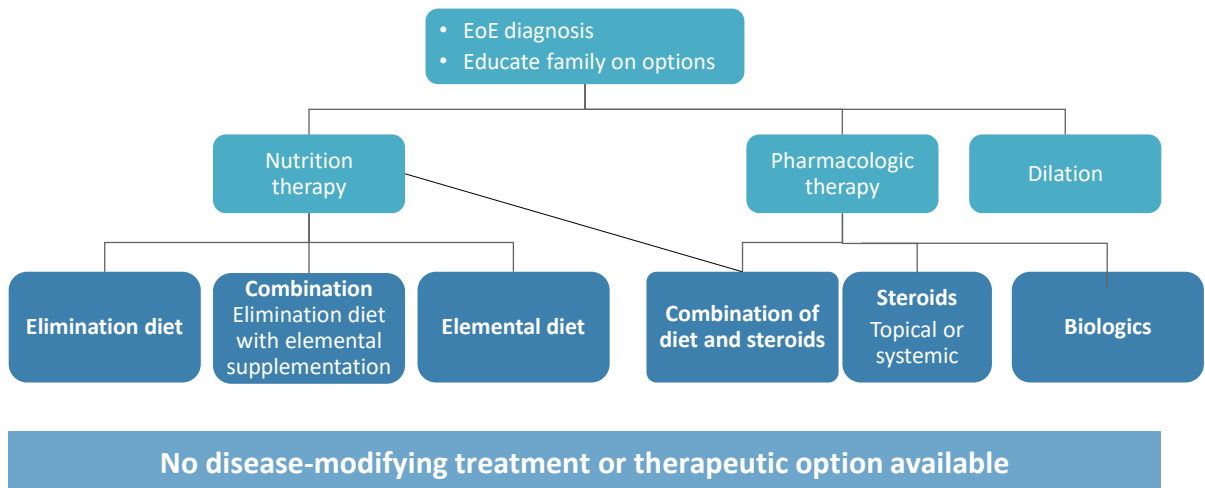 • EoE diagnosis
• Educate family on options
Nutrition
therapy
Pharmacologic
therapy
Dilation
Elimination diet
Combination
Elimination diet
with elemental
supplementation
Elemental diet
Combination of
diet and steroids
Steroids
Topical or
systemic
Biologics
No disease-modifying treatment or therapeutic option available